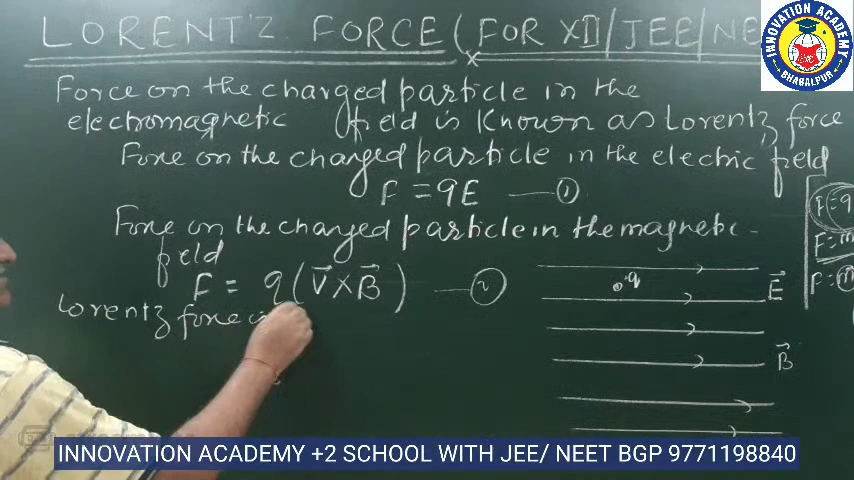 LORENT'Z FORCE (FOR XII/JEE/NE
Force on the charged particle in the
electromagnetic field is known as Lorentz force
Force on the charged particle in the electric field
F = qE — ①
Force on the charged particle in the magnetic
field
F = q(V⃗ × B⃗) — ②
Lorentz force i
q
E⃗
B⃗
F = q
F = m
F = m
INNOVATION ACADEMY
BHAGALPUR
INNOVATION ACADEMY +2 SCHOOL WITH JEE/ NEET BGP 9771198840